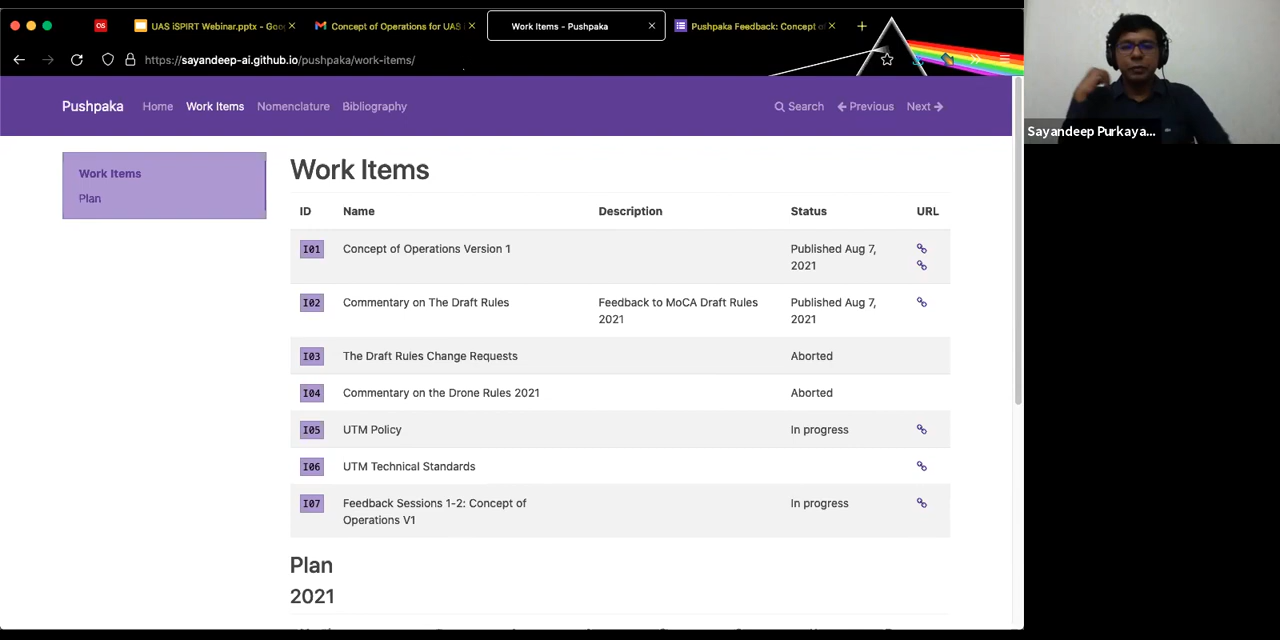 UAS iSPIRT Webinar.pptx - Goo
Concept of Operations for UAS
Work Items - Pushpaka
Pushpaka Feedback: Concept o
https://sayandeep-ai.github.io/pushpaka/work-items/
Pushpaka Home Work Items Nomenclature Bibliography Search Previous Next
Sayandeep Purkaya...
Work Items
Plan
Work Items
ID Name Description Status URL
I01 Concept of Operations Version 1 Published Aug 7,
2021
I02 Commentary on The Draft Rules Feedback to MoCA Draft Rules Published Aug 7,
2021 2021
I03 The Draft Rules Change Requests Aborted
I04 Commentary on the Drone Rules 2021 Aborted
I05 UTM Policy In progress
I06 UTM Technical Standards
I07 Feedback Sessions 1-2: Concept of In progress
Operations V1
Plan
2021